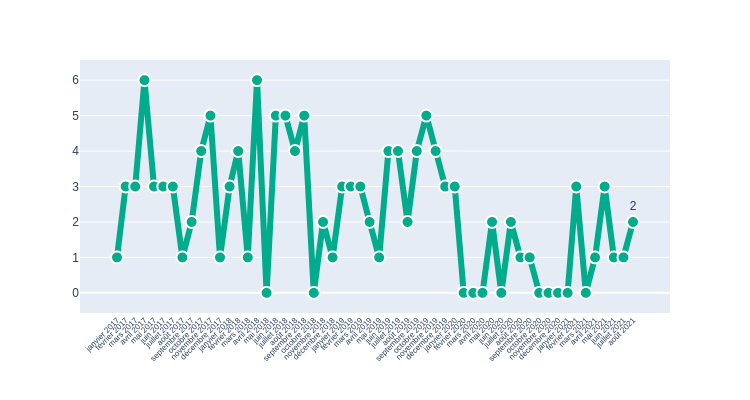 6
5
4
3
2
1
0
2
janvier 2017
février 2017
mars 2017
avril 2017
mai 2017
juin 2017
juillet 2017
août 2017
septembre 2017
octobre 2017
novembre 2017
décembre 2017
janvier 2018
février 2018
mars 2018
avril 2018
mai 2018
juin 2018
juillet 2018
août 2018
septembre 2018
octobre 2018
novembre 2018
décembre 2018
janvier 2019
février 2019
mars 2019
avril 2019
mai 2019
juin 2019
juillet 2019
août 2019
septembre 2019
octobre 2019
novembre 2019
décembre 2019
janvier 2020
février 2020
mars 2020
avril 2020
mai 2020
juin 2020
juillet 2020
août 2020
septembre 2020
octobre 2020
novembre 2020
décembre 2020
janvier 2021
février 2021
mars 2021
avril 2021
mai 2021
juin 2021
juillet 2021
août 2021